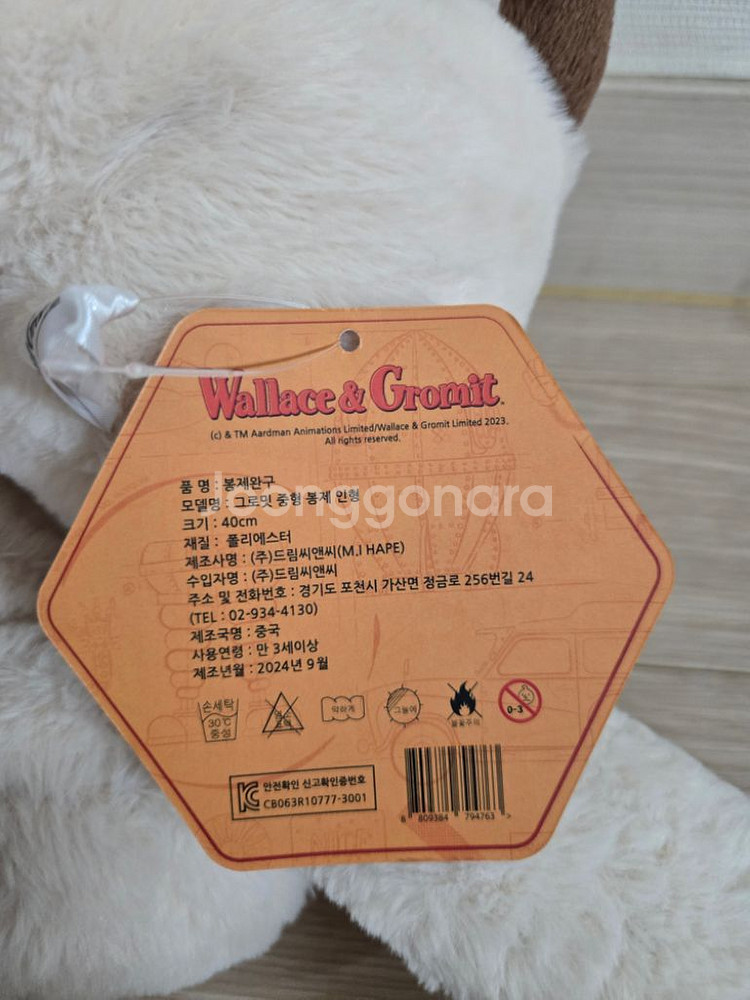 Wallace & Gromit.
(c) & TM Aardman Animations Limited/Wallace & Gromit Limited 2023.
All rights reserved.
품 명 : 봉제완구
모델명 : 그로밋 중형 봉제 인형
joonggonara
크기 : 40cm
재질 : 폴리에스터
제조사명 : (주)드림씨앤씨(M.I HAPE)
수입자명 : (주)드림씨앤씨
주소 및 전화번호 : 경기도 포천시 가산면 정금로 256번길 24
(TEL : 02-934-4130)
제조국명 : 중국
사용연령 : 만 3세이상
제조년월 : 2024년 9월
손세탁
30℃
중성
약하게
그늘에
불꽃주의
0-3
안전확인 신고확인증번호
CB063R10777-3001
8 809384 794763 >